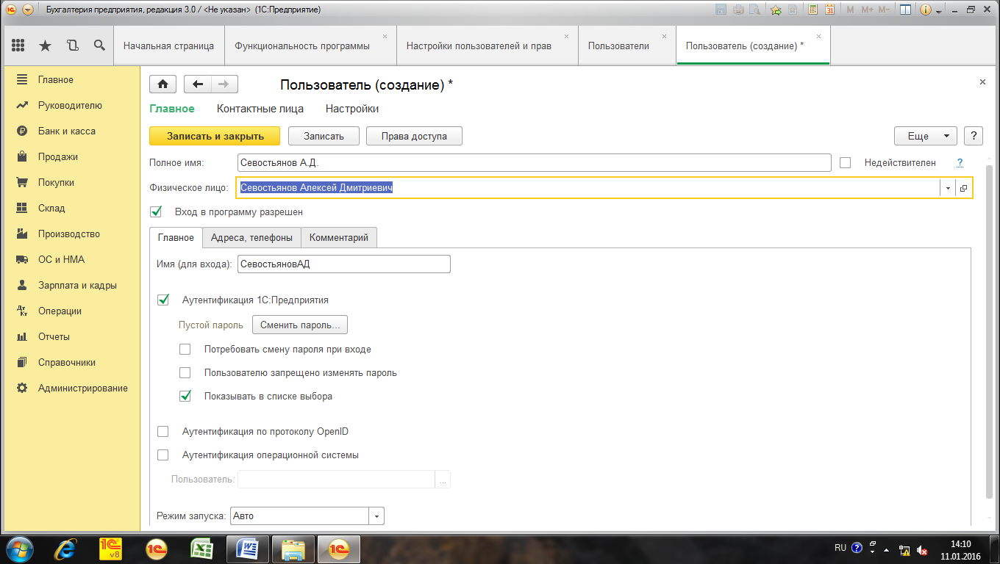 Бухгалтерия предприятия, редакция 3.0 / <Не указан> (1С:Предприятие)
M M+ M-
Начальная страница
Функциональность программы
Настройки пользователей и прав
Пользователи
Пользователь (создание) *
Главное
Руководителю
Банк и касса
Продажи
Покупки
Склад
Производство
ОС и НМА
Зарплата и кадры
Операции
Отчеты
Справочники
Администрирование
Пользователь (создание) *
Главное Контактные лица Настройки
Записать и закрыть Записать Права доступа Еще ?
Полное имя: Севостьянов А.Д. Недействителен ?
Физическое лицо: Севостьянов Алексей Дмитриевич
Вход в программу разрешен
Главное Адреса, телефоны Комментарий
Имя (для входа): СевостьяновАД
Аутентификация 1С:Предприятия
Пустой пароль Сменить пароль...
Потребовать смену пароля при входе
Пользователю запрещено изменять пароль
Показывать в списке выбора
Аутентификация по протоколу OpenID
Аутентификация операционной системы
Пользователь: ...
Режим запуска: Авто
RU
14:10
11.01.2016